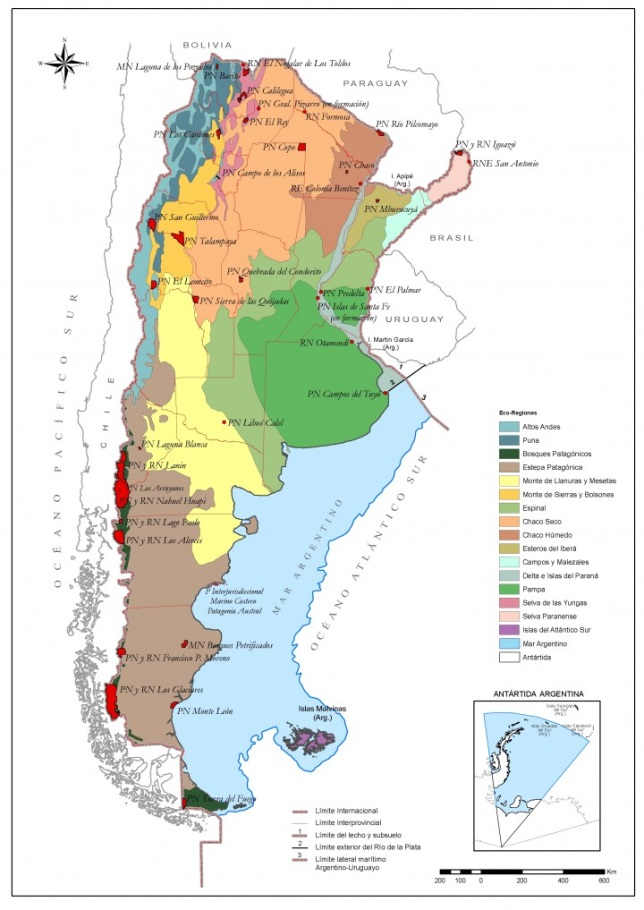 N
W E
S
BOLIVIA
MN Laguna de los Pozuelos
RN El Nogalar de Los Toldos
PN Baritú
PARAGUAY
PN Calilegua
PN Gral. Pizarro (en formación)
RN Formosa
PN El Rey
PN Río Pilcomayo
PN Los Cardones
PN Copo
PN y RN Iguazú
RNE San Antonio
PN Chaco
I. Apipé
(Arg.)
PN Campo de los Alisos
RE Colonia Benítez
PN Mburucuyá
PN San Guillermo
PN Talampaya
BRASIL
PN Quebrada del Condorito
PN El Leoncito
PN Sierra de las Quijadas
PN Predelta
PN El Palmar
PN Islas de Santa Fe
(en formación)
URUGUAY
RN Otamendi
I. Martín García
(Arg.)
1
2
3
PN Campos del Tuyú
OCÉANO PACÍFICO SUR
CHILE
PN Lihué Calel
PN Laguna Blanca
PN y RN Lanín
PN Los Arrayanes
PN y RN Nahuel Huapi
PN y RN Lago Puelo
PN y RN Los Alerces
MAR ARGENTINO
OCÉANO ATLÁNTICO SUR
P Interjurisdiccional
Marino Costero
Patagonia Austral
MN Bosques Petrificados
PN y RN Francisco P. Moreno
PN y RN Los Glaciares
PN Monte León
Islas Malvinas
(Arg.)
PN Tierra del Fuego
Eco-Regiones
Altos Andes
Puna
Bosques Patagónicos
Estepa Patagónica
Monte de Llanuras y Mesetas
Monte de Sierras y Bolsones
Espinal
Chaco Seco
Chaco Húmedo
Esteros del Iberá
Campos y Malezales
Delta e Islas del Paraná
Pampa
Selva de las Yungas
Selva Paranense
Islas del Atlántico Sur
Mar Argentino
Antártida
ANTÁRTIDA ARGENTINA
Límite Internacional
Límite Interprovincial
1 Límite del lecho y subsuelo
2 Límite exterior del Río de la Plata
3 Límite lateral marítimo
Argentino-Uruguayo
200 100 0 200 400 600 Km